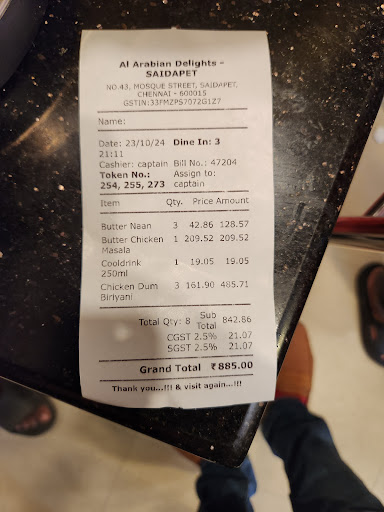 Al Arabian Delights -
SAIDAPET
NO.43, MOSQUE STREET, SAIDAPET,
CHENNAI - 600015
GSTIN:33FMZPS7072G1Z7
Name:
Date: 23/10/24 Dine In: 3
21:11
Cashier: captain Bill No.: 47204
Token No.: Assign to:
254, 255, 273 captain
Item Qty. Price Amount
Butter Naan 3 42.86 128.57
Butter Chicken 1 209.52 209.52
Masala
Cooldrink 1 19.05 19.05
250ml
Chicken Dum 3 161.90 485.71
Biriyani
Total Qty: 8 Sub 842.86
Total
CGST 2.5% 21.07
SGST 2.5% 21.07
Grand Total ₹885.00
Thank you...!!! & visit again...!!!